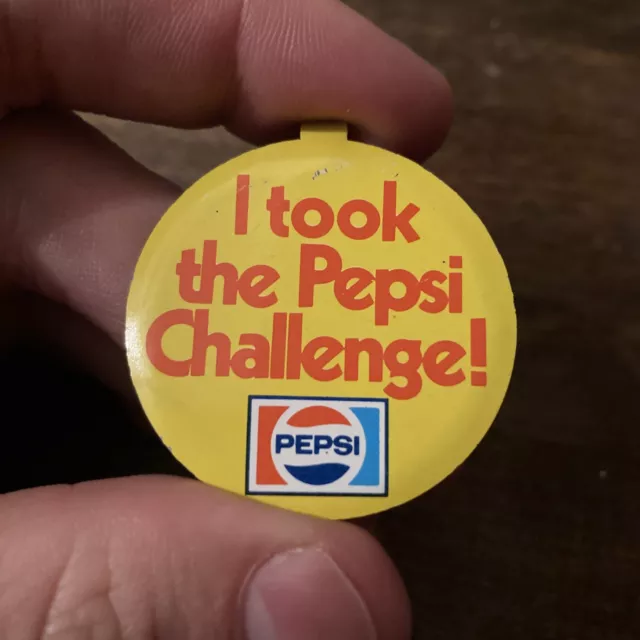 I took
the Pepsi
Challenge!
PEPSI